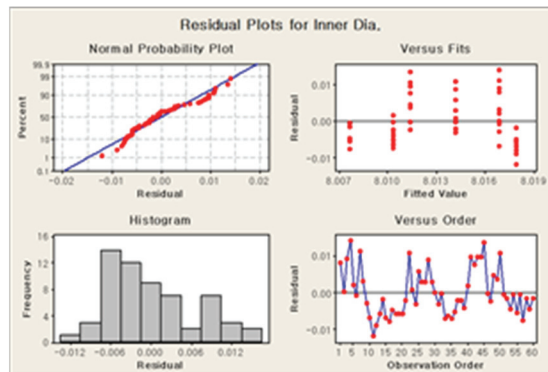 Residual Plots for Inner Dia.
Normal Probability Plot
Percent
99.9
99
90
50
10
1
0.1
-0.02 -0.01 0.00 0.01 0.02
Residual
Versus Fits
Residual
0.01
0.00
-0.01
8.007 8.010 8.013 8.016 8.019
Fitted Value
Histogram
Frequency
16
12
8
4
0
-0.012 -0.006 0.000 0.006 0.012
Residual
Versus Order
Residual
0.01
0.00
-0.01
1 5 10 15 20 25 30 35 40 45 50 55 60
Observation Order